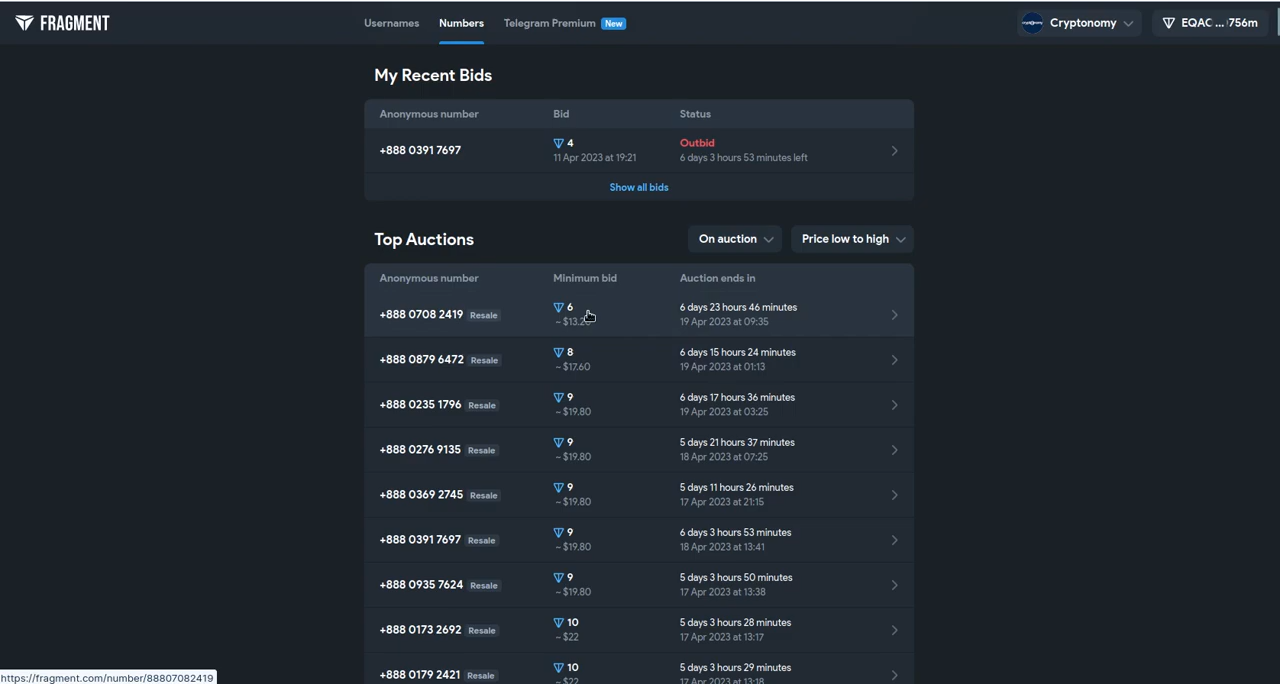 FRAGMENT
Usernames
Numbers
Telegram Premium New
Cryptonomy
EQAC ... 756m
My Recent Bids
Anonymous number Bid Status
+888 0391 7697
4
11 Apr 2023 at 19:21
Outbid
6 days 3 hours 53 minutes left
Show all bids
Top Auctions
On auction
Price low to high
Anonymous number Minimum bid Auction ends in
+888 0708 2419 Resale
6
~ $13.20
6 days 23 hours 46 minutes
19 Apr 2023 at 09:35
+888 0879 6472 Resale
8
~ $17.60
6 days 15 hours 24 minutes
19 Apr 2023 at 01:13
+888 0235 1796 Resale
9
~ $19.80
6 days 17 hours 36 minutes
19 Apr 2023 at 03:25
+888 0276 9135 Resale
9
~ $19.80
5 days 21 hours 37 minutes
18 Apr 2023 at 07:25
+888 0369 2745 Resale
9
~ $19.80
5 days 11 hours 26 minutes
17 Apr 2023 at 21:15
+888 0391 7697 Resale
9
~ $19.80
6 days 3 hours 53 minutes
18 Apr 2023 at 13:41
+888 0935 7624 Resale
9
~ $19.80
5 days 3 hours 50 minutes
17 Apr 2023 at 13:38
+888 0173 2692 Resale
10
~ $22
5 days 3 hours 28 minutes
17 Apr 2023 at 13:17
+888 0179 2421 Resale
10
~ $22
5 days 3 hours 29 minutes
17 Apr 2023 at 13:18
https://fragment.com/number/88807082419